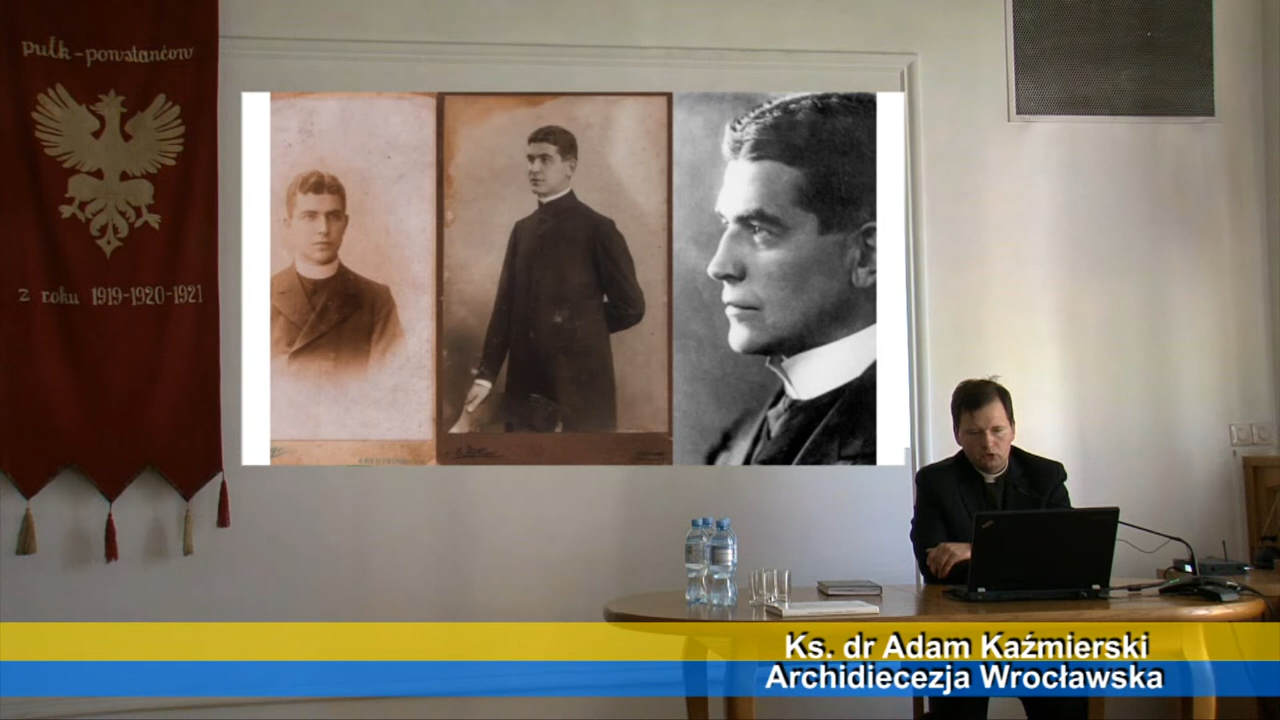 pułk-powstańców
z roku 1919-1920-1921
Ks. dr Adam Kaźmierski
Archidiecezja Wrocławska